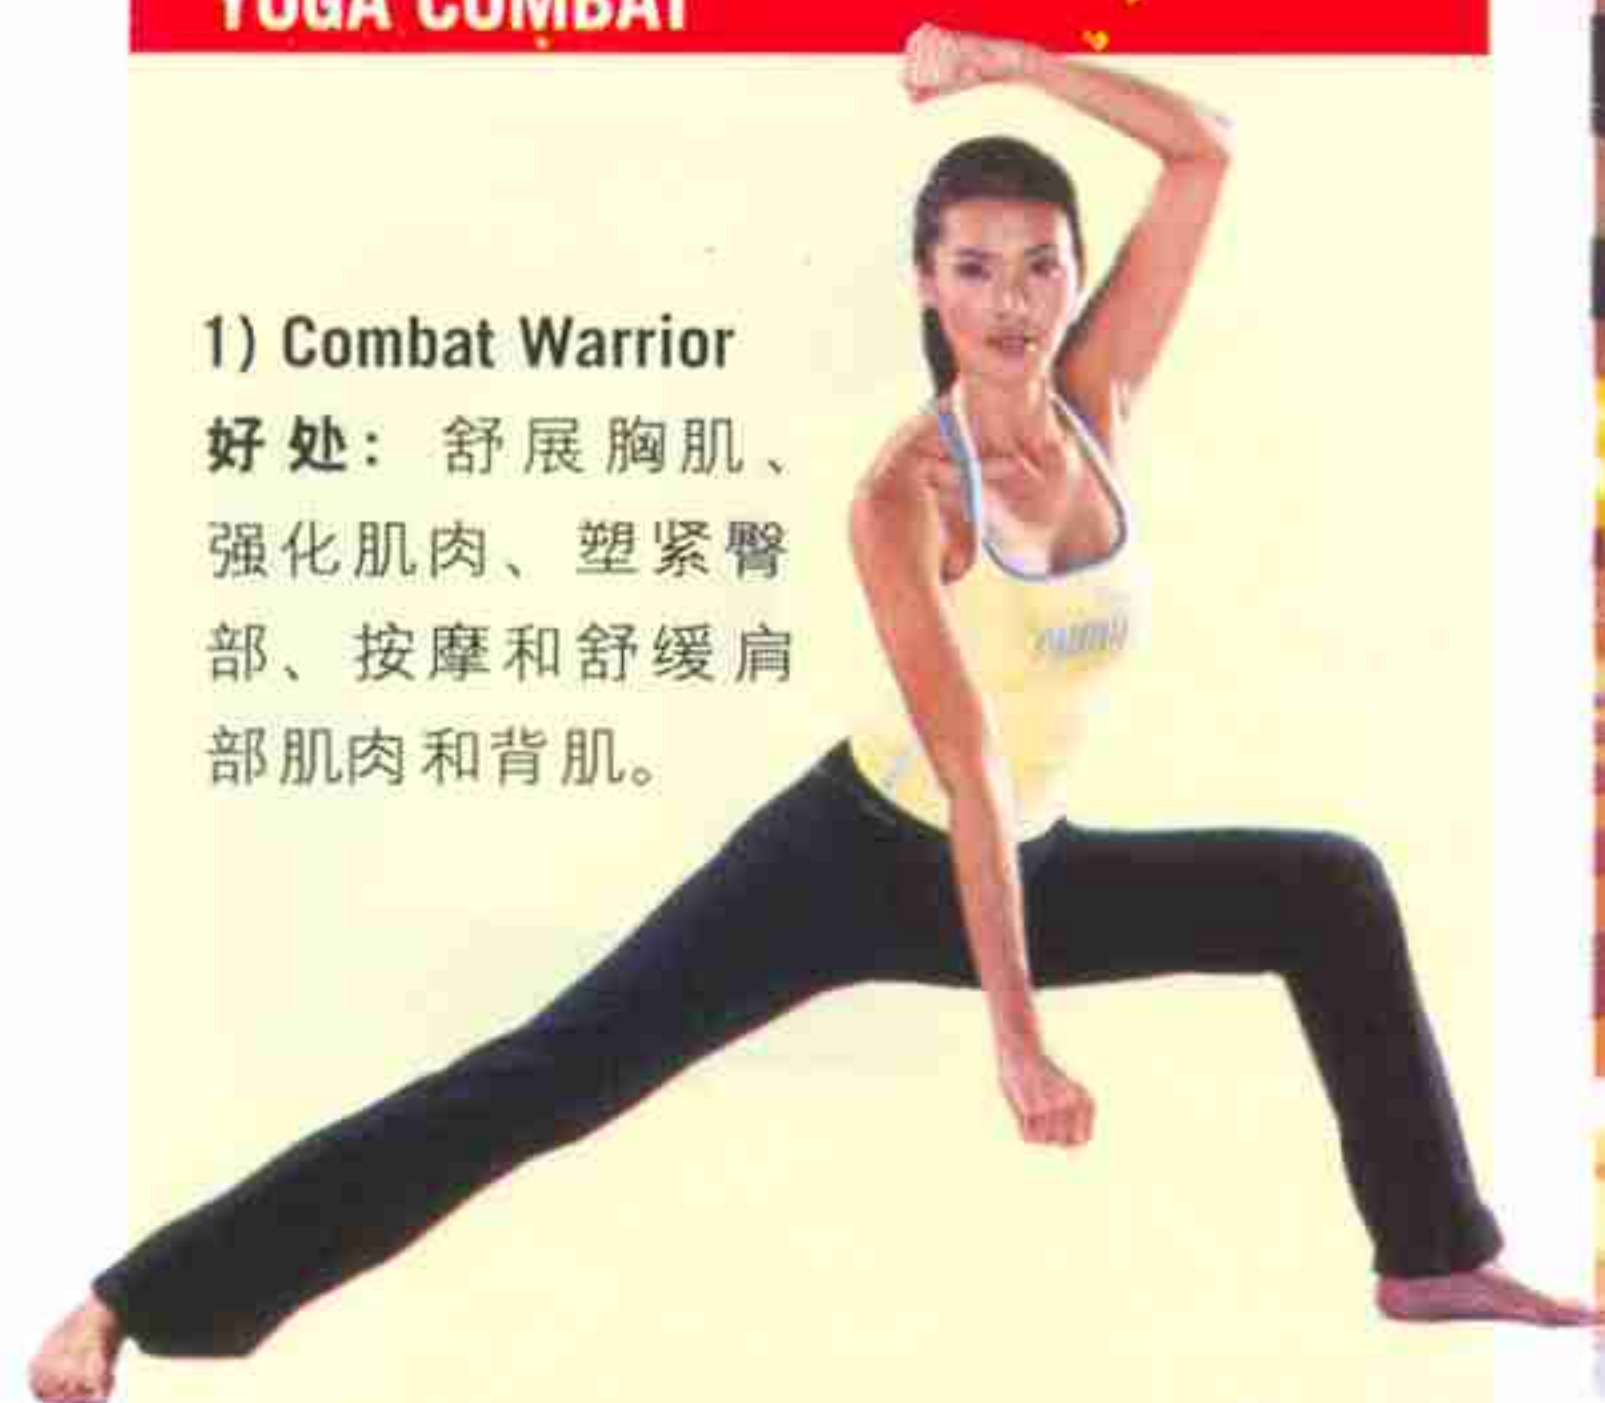 YOGA COMBAT
1) Combat Warrior
好处：舒展胸肌、
强化肌肉、塑紧臀
部、按摩和舒缓肩
部肌肉和背肌。